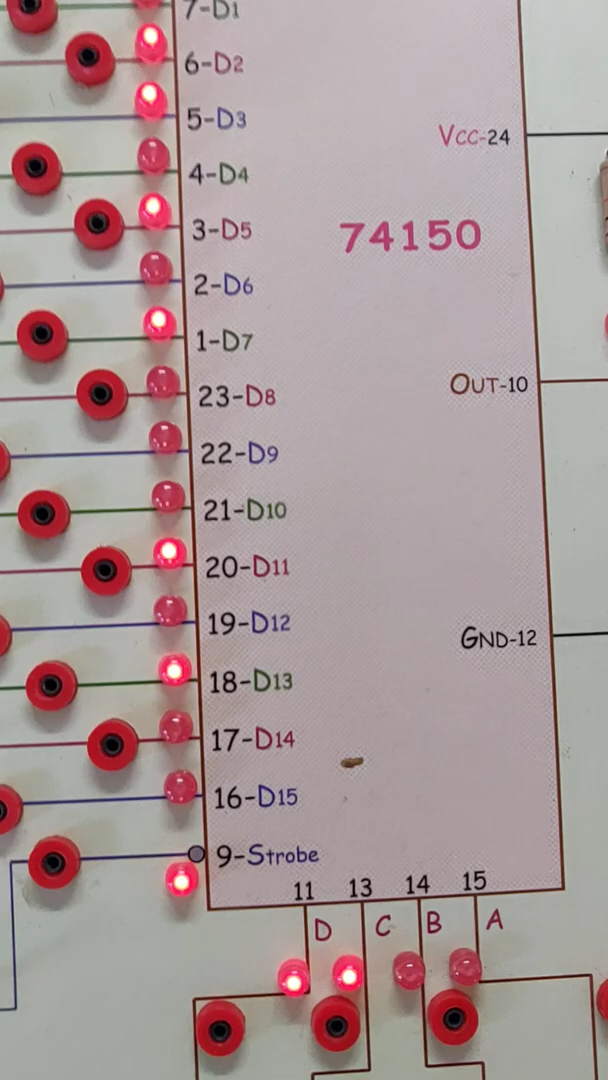 7-D1
6-D2
5-D3
VCC-24
4-D4
3-D5
74150
2-D6
1-D7
OUT-10
23-D8
22-D9
21-D10
20-D11
19-D12
GND-12
18-D13
17-D14
16-D15
9-STROBE
11 13 14 15
D C B A